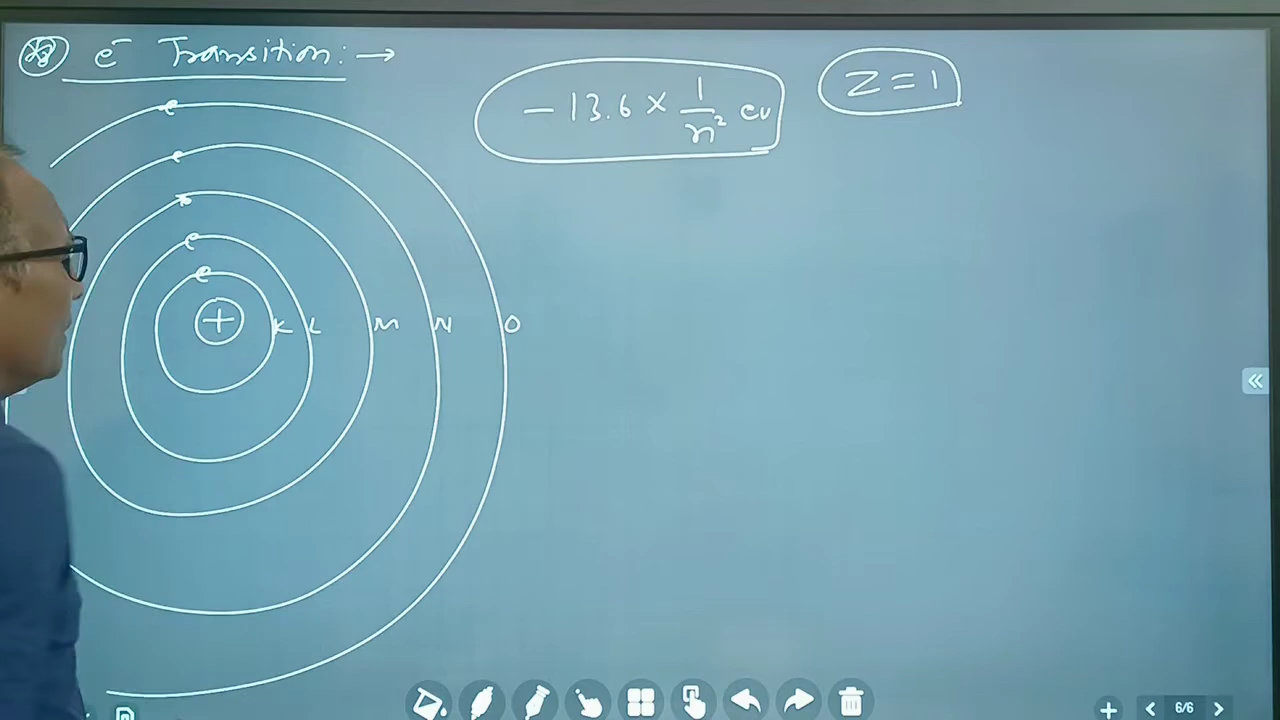 e⁻ Transition: →
− 13.6 × 1/n² ev
Z = 1
e
e
e
e
+
K L M N O
6/6